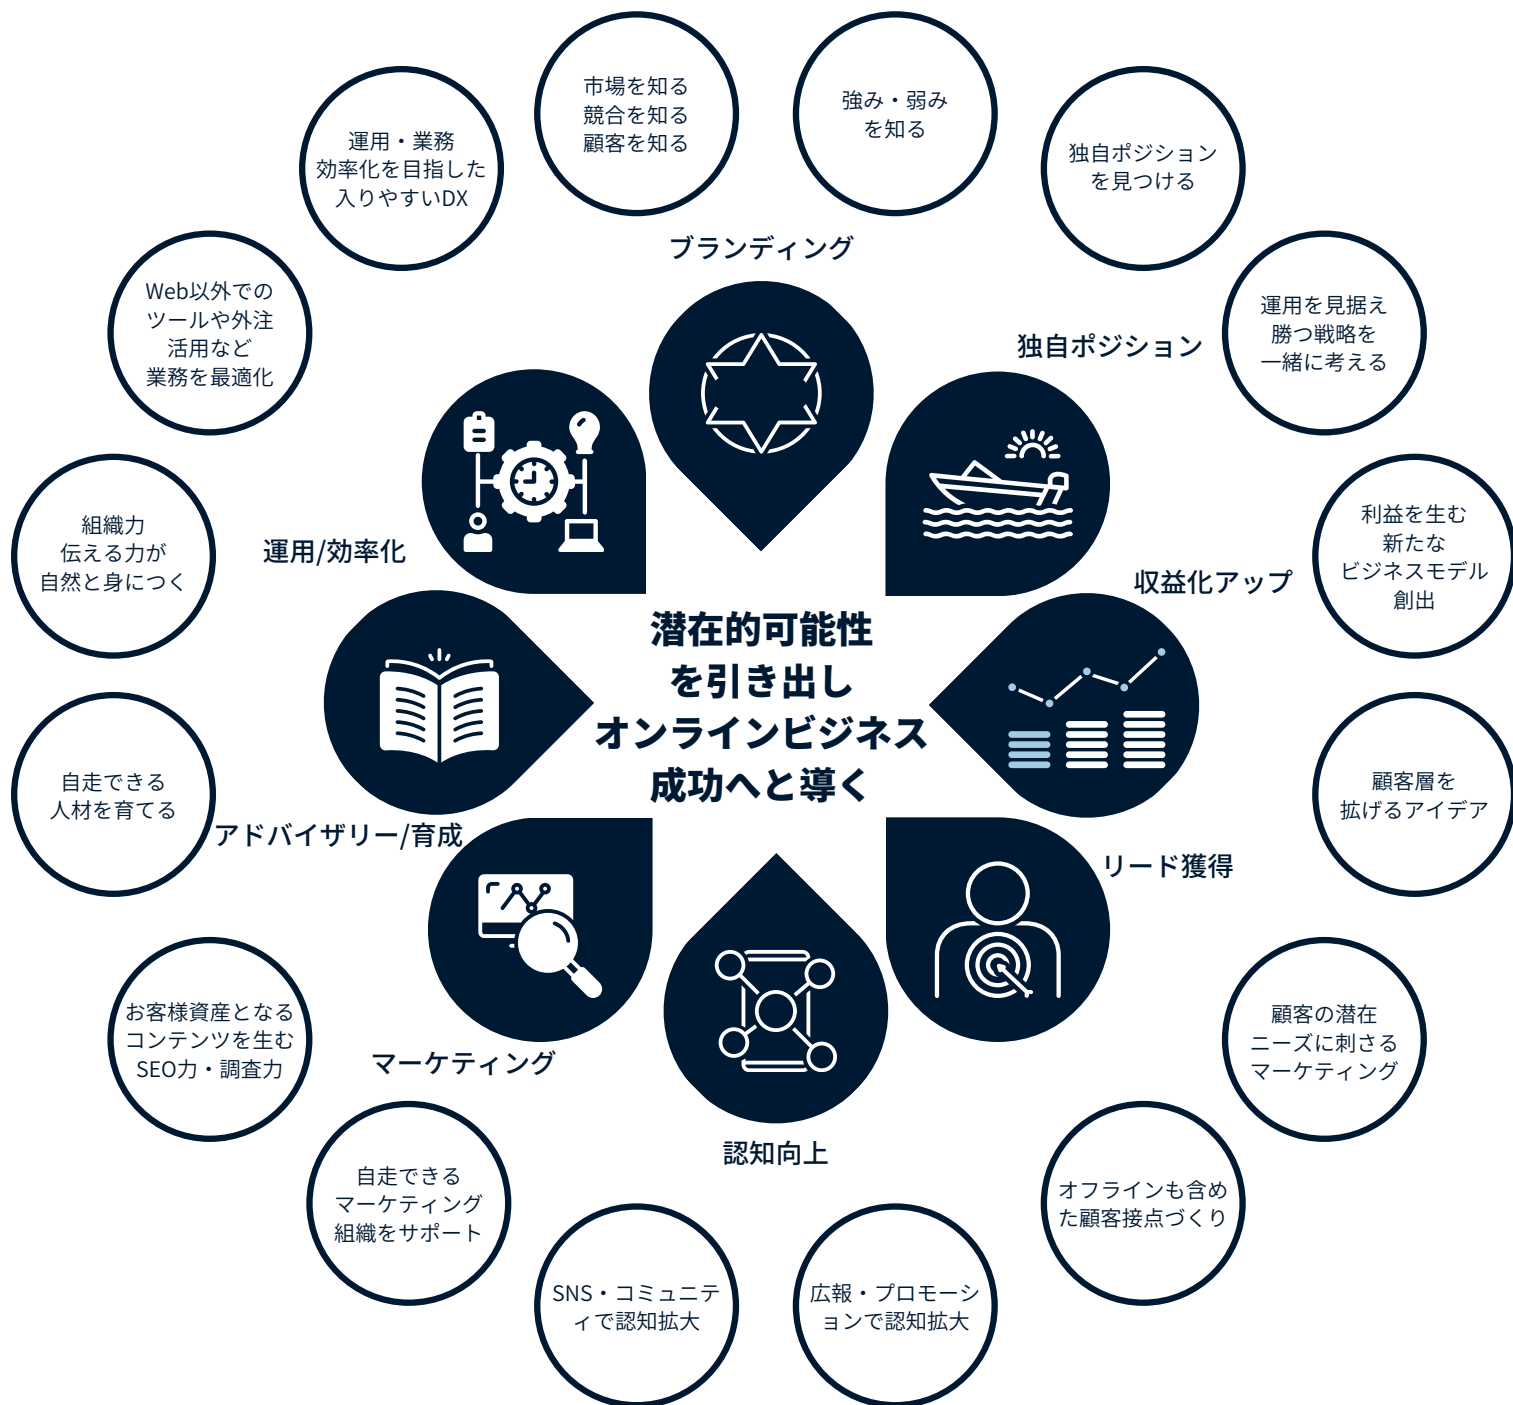 市場を知る
競合を知る
顧客を知る
強み・弱み
を知る
独自ポジション
を見つける
運用を見据え
勝つ戦略を
一緒に考える
利益を生む
新たな
ビジネスモデル
創出
顧客層を
拡げるアイデア
顧客の潜在
ニーズに刺さる
マーケティング
オフラインも含め
た顧客接点づくり
広報・プロモーシ
ョンで認知拡大
SNS・コミュニテ
ィで認知拡大
自走できる
マーケティング
組織をサポート
お客様資産となる
コンテンツを生む
SEO力・調査力
自走できる
人材を育てる
組織力
伝える力が
自然と身につく
Web以外での
ツールや外注
活用など
業務を最適化
運用・業務
効率化を目指した
入りやすいDX
ブランディング
独自ポジション
収益化アップ
リード獲得
認知向上
マーケティング
アドバイザリー/育成
運用/効率化
潜在的可能性
を引き出し
オンラインビジネス
成功へと導く